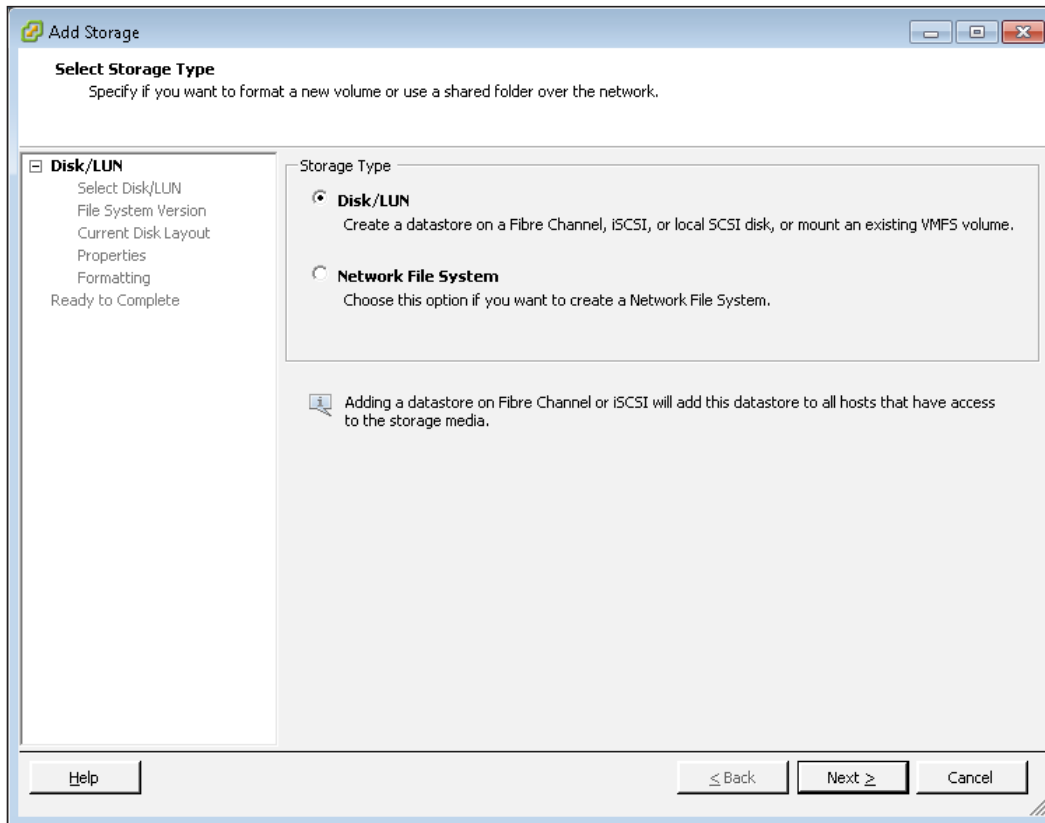 Add Storage
Select Storage Type
Specify if you want to format a new volume or use a shared folder over the network.
Disk/LUN
Select Disk/LUN
File System Version
Current Disk Layout
Properties
Formatting
Ready to Complete
Storage Type
Disk/LUN
Create a datastore on a Fibre Channel, iSCSI, or local SCSI disk, or mount an existing VMFS volume.
Network File System
Choose this option if you want to create a Network File System.
Adding a datastore on Fibre Channel or iSCSI will add this datastore to all hosts that have access
to the storage media.
Help
< Back
Next >
Cancel